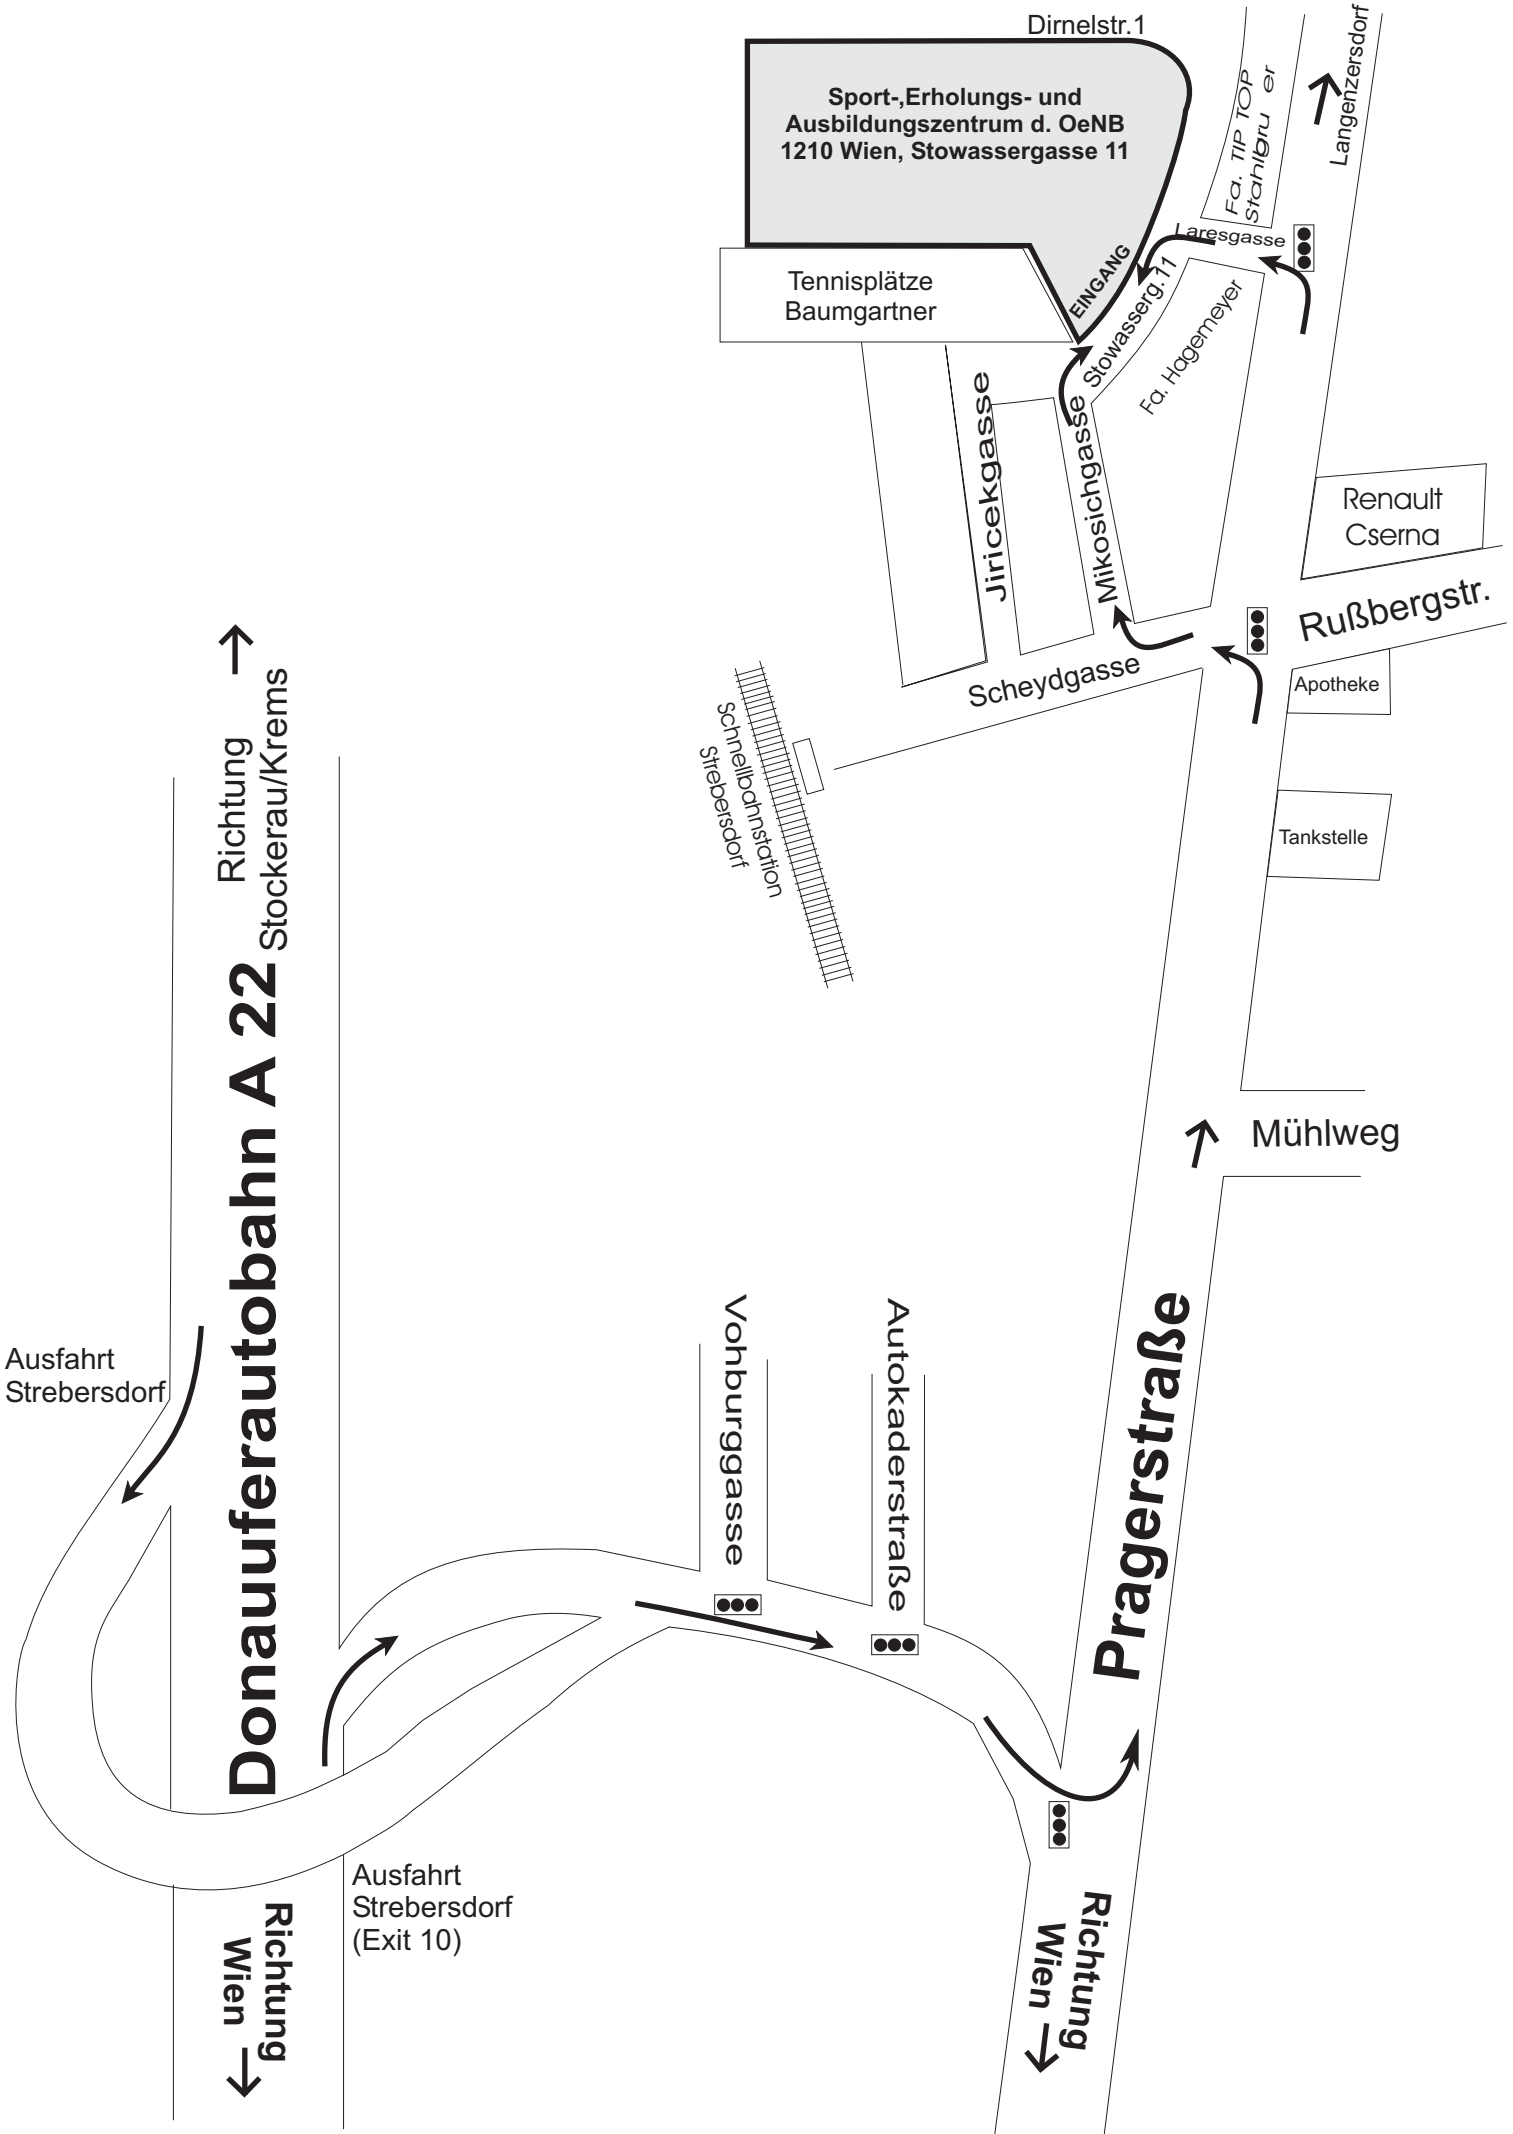 Dirnelstr.1
Sport-,Erholungs- und
Ausbildungszentrum d. OeNB
1210 Wien, Stowassergasse 11
Fa. TIP TOP
Stahlgru er
Langenzersdorf
Laresgasse
EINGANG
Stowasserg.11
Tennisplätze
Baumgartner
Fa. Hagemeyer
Jiricekgasse
Mikosichgasse
Renault
Cserna
Rußbergstr.
Scheydgasse
Apotheke
Schnellbahnstation
Strebersdorf
Tankstelle
Richtung
Stockerau/Krems
Donauuferautobahn A 22
Mühlweg
Ausfahrt
Strebersdorf
Vohburggasse
Autokaderstraße
Pragerstraße
Ausfahrt
Strebersdorf
(Exit 10)
Richtung
Wien
Richtung
Wien